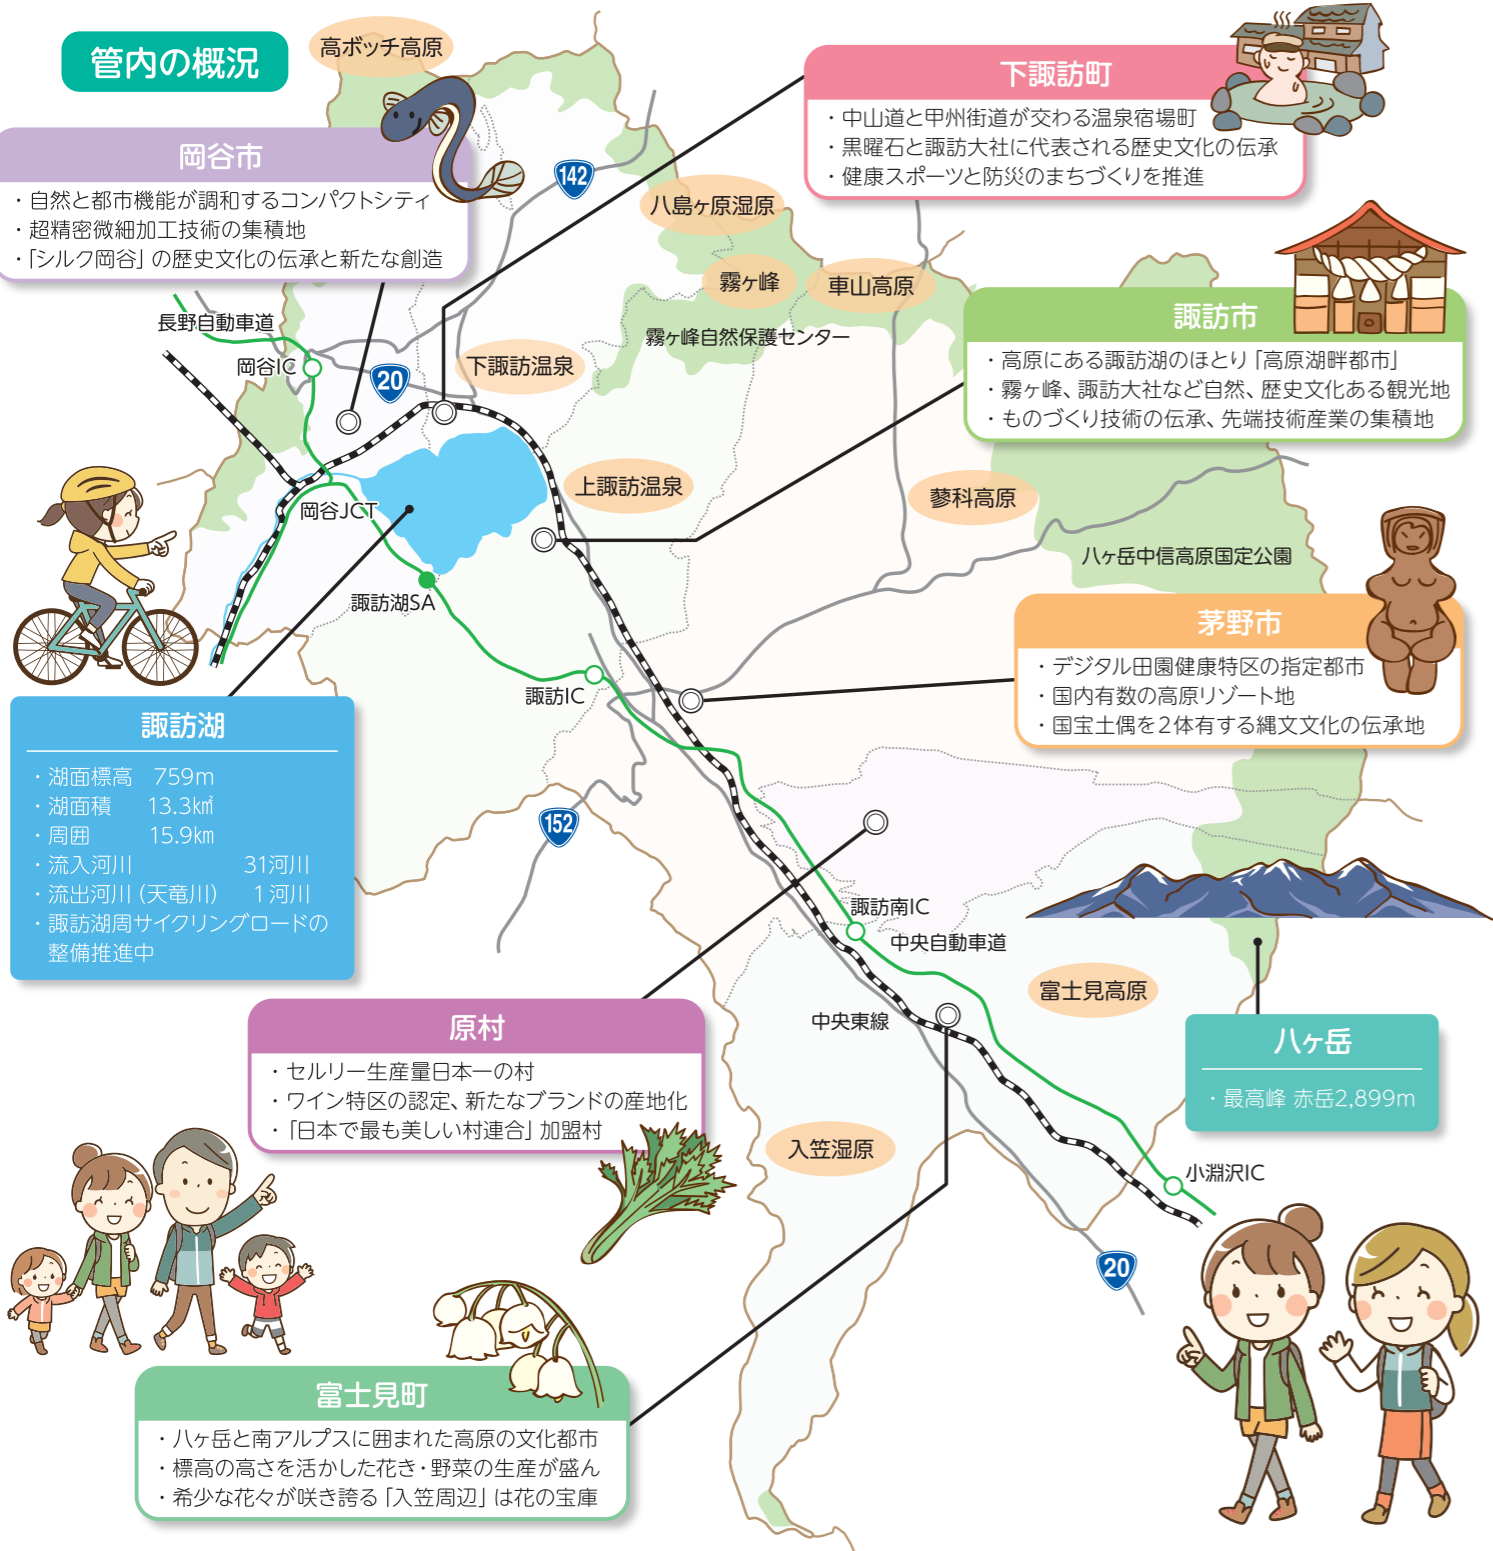 管内の概況
高ボッチ高原
岡谷市
・自然と都市機能が調和するコンパクトシティ
・超精密微細加工技術の集積地
・「シルク岡谷」の歴史文化の伝承と新たな創造
下諏訪町
・中山道と甲州街道が交わる温泉宿場町
・黒曜石と諏訪大社に代表される歴史文化の伝承
・健康スポーツと防災のまちづくりを推進
142
八島ヶ原湿原
霧ヶ峰
車山高原
霧ヶ峰自然保護センター
諏訪市
・高原にある諏訪湖のほとり「高原湖畔都市」
・霧ヶ峰、諏訪大社など自然、歴史文化ある観光地
・ものづくり技術の伝承、先端技術産業の集積地
長野自動車道
岡谷IC
20
下諏訪温泉
上諏訪温泉
蓼科高原
岡谷JCT
八ヶ岳中信高原国定公園
諏訪湖SA
茅野市
・デジタル田園健康特区の指定都市
・国内有数の高原リゾート地
・国宝土偶を2体有する縄文文化の伝承地
諏訪IC
諏訪湖
・湖面標高 759m
・湖面積 13.3㎢
・周囲 15.9㎞
・流入河川 31河川
・流出河川(天竜川) 1河川
・諏訪湖周サイクリングロードの
整備推進中
152
諏訪南IC
中央自動車道
富士見高原
中央東線
原村
・セルリー生産量日本一の村
・ワイン特区の認定、新たなブランドの産地化
・「日本で最も美しい村連合」加盟村
八ヶ岳
・最高峰 赤岳2,899m
入笠湿原
小淵沢IC
20
富士見町
・八ヶ岳と南アルプスに囲まれた高原の文化都市
・標高の高さを活かした花き・野菜の生産が盛ん
・希少な花々が咲き誇る「入笠周辺」は花の宝庫